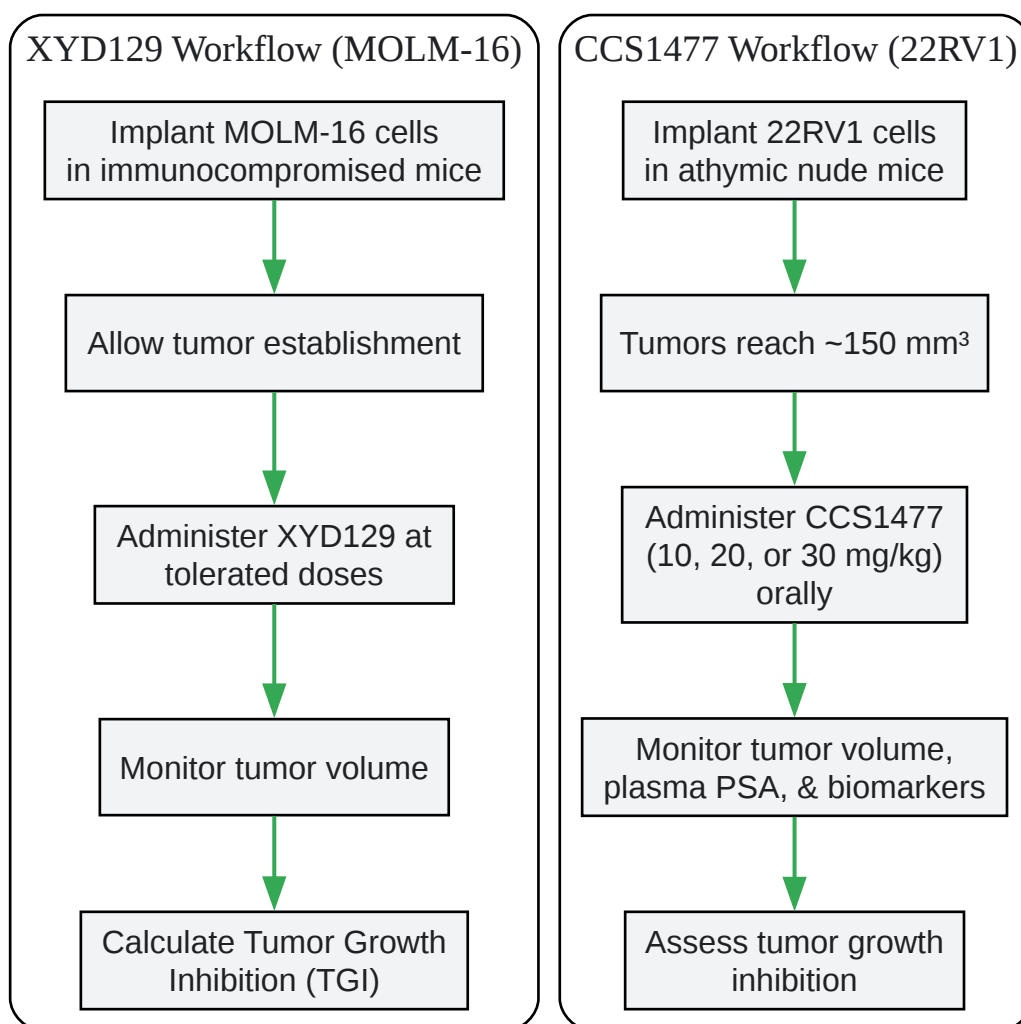 XYD129 Workflow (MOLM-16)
Implant MOLM-16 cells
in immunocompromised mice
Allow tumor establishment
Administer XYD129 at
tolerated doses
Monitor tumor volume
Calculate Tumor Growth
Inhibition (TGI)
CCS1477 Workflow (22RV1)
Implant 22RV1 cells
in athymic nude mice
Tumors reach ~150 mm³
Administer CCS1477
(10, 20, or 30 mg/kg)
orally
Monitor tumor volume,
plasma PSA, & biomarkers
Assess tumor growth
inhibition